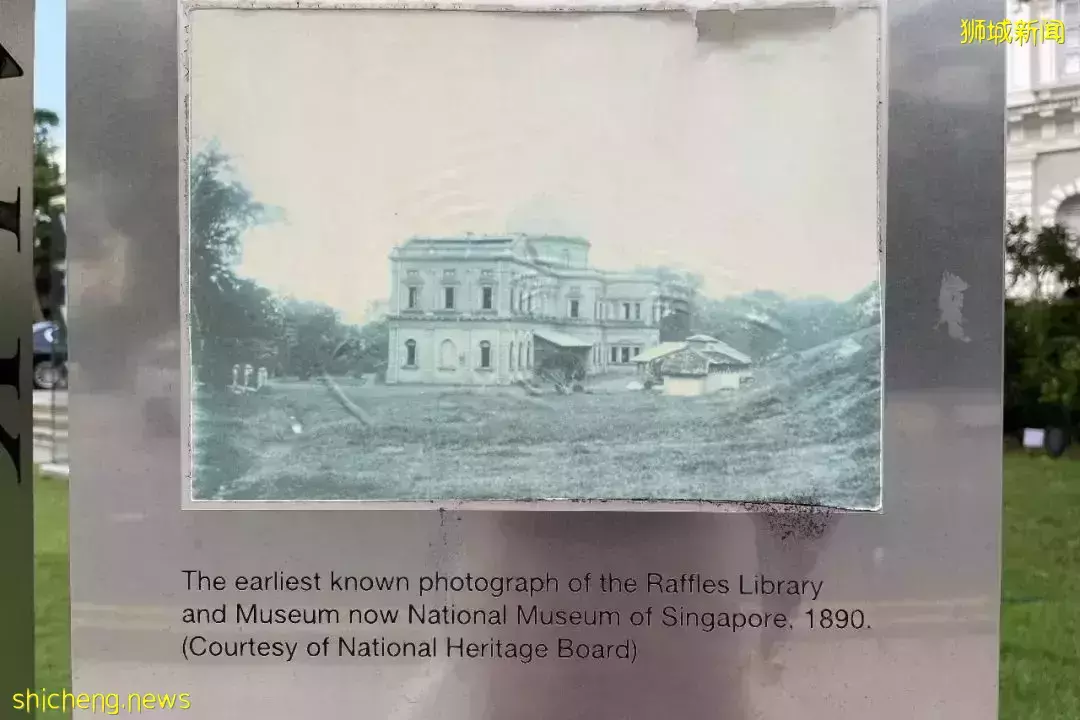 狮城新闻
The earliest known photograph of the Raffles Library
and Museum now National Museum of Singapore, 1890.
(Courtesy of National Heritage Board)
shicheng.news